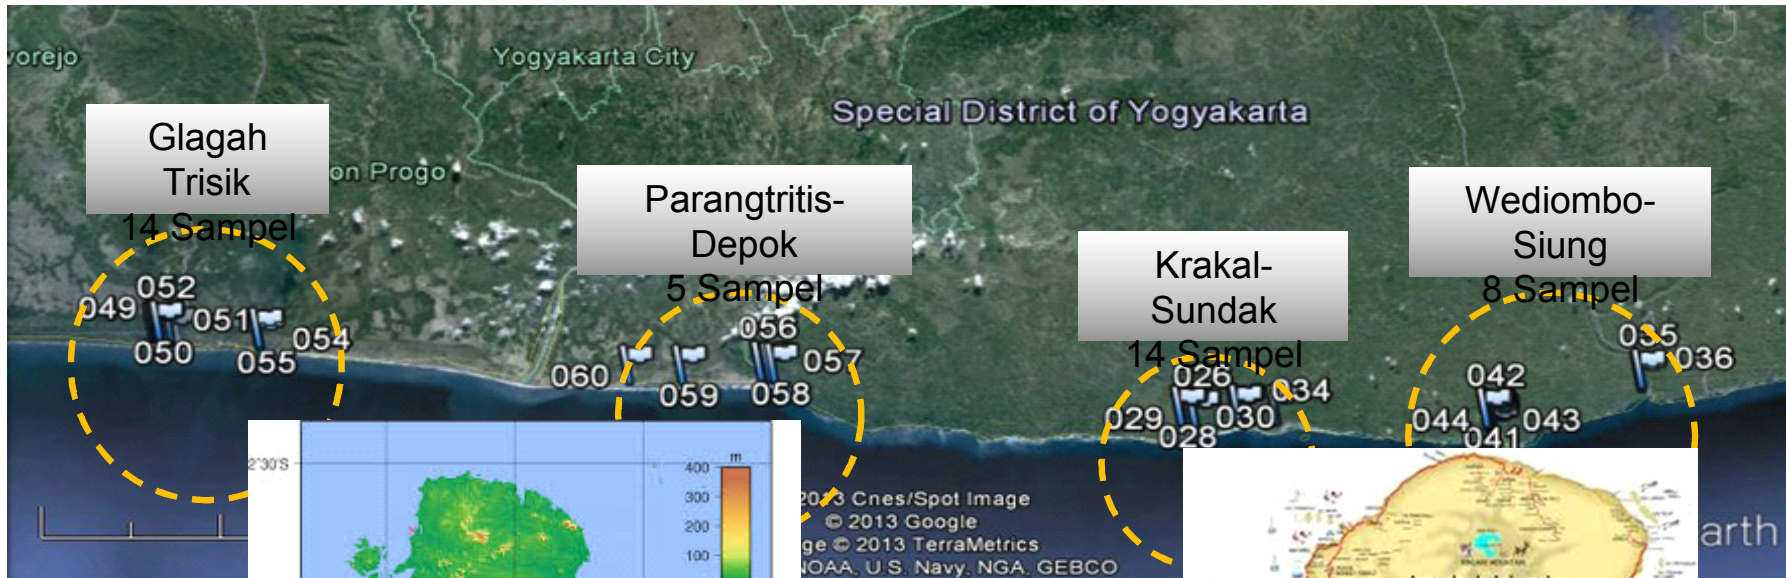 vorejo
Yogyakarta City
Special District of Yogyakarta
on Progo
Glagah
Trisik
14 Sampel
Parangtritis-
Depok
5 Sampel
Krakal-
Sundak
14 Sampel
Wediombo-
Siung
8 Sampel
052
049
051
054
050
055
056
057
060
059
058
026
034
029
030
028
035
036
042
044
043
041
2°30'S
m
400
300
200
100
2013 Cnes/Spot Image
© 2013 Google
ge © 2013 TerraMetrics
NOAA, U.S. Navy, NGA, GEBCO
arth